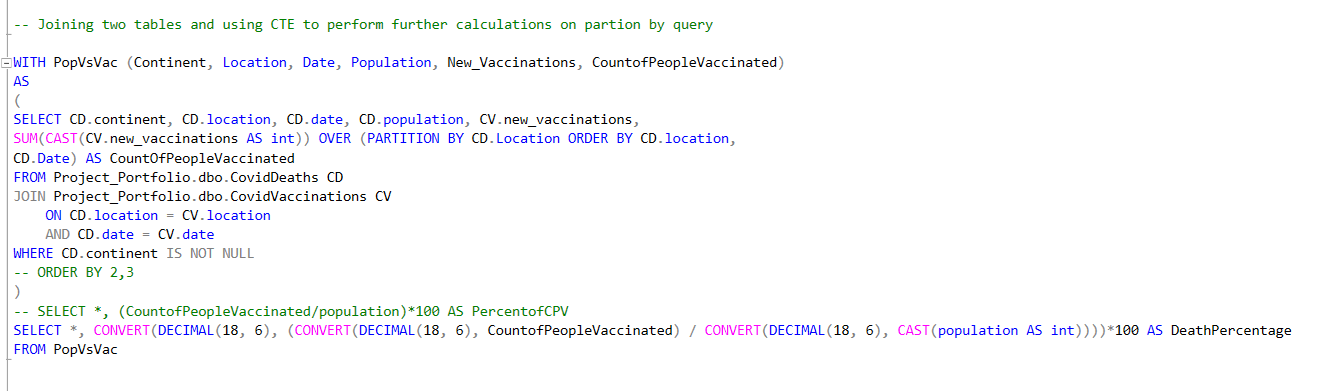 -- Joining two tables and using CTE to perform further calculations on partion by query
WITH PopVsVac (Continent, Location, Date, Population, New_Vaccinations, CountofPeopleVaccinated)
AS
(
SELECT CD.continent, CD.location, CD.date, CD.population, CV.new_vaccinations,
SUM(CAST(CV.new_vaccinations AS int)) OVER (PARTITION BY CD.Location ORDER BY CD.location,
CD.Date) AS CountOfPeopleVaccinated
FROM Project_Portfolio.dbo.CovidDeaths CD
JOIN Project_Portfolio.dbo.CovidVaccinations CV
    ON CD.location = CV.location
    AND CD.date = CV.date
WHERE CD.continent IS NOT NULL
-- ORDER BY 2,3
)
-- SELECT *, (CountofPeopleVaccinated/population)*100 AS PercentofCPV
SELECT *, CONVERT(DECIMAL(18, 6), (CONVERT(DECIMAL(18, 6), CountofPeopleVaccinated) / CONVERT(DECIMAL(18, 6), CAST(population AS int))))*100 AS DeathPercentage
FROM PopVsVac